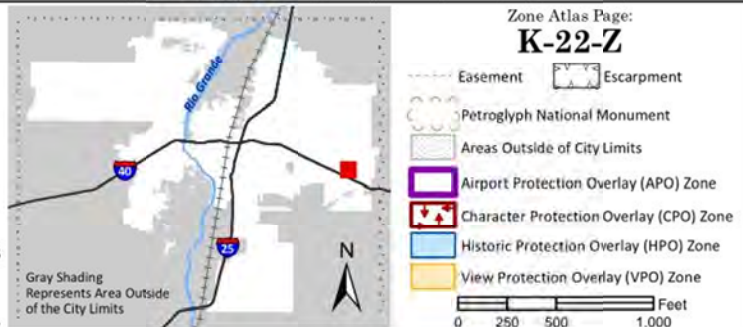 Rio Grande
40
25
N
Gray Shading
Represents Area Outside
of the City Limits
Zone Atlas Page:
K-22-Z
Easement
Escarpment
Petroglyph National Monument
Areas Outside of City Limits
Airport Protection Overlay (APO) Zone
Character Protection Overlay (CPO) Zone
Historic Protection Overlay (HPO) Zone
View Protection Overlay (VPO) Zone
Feet
0 250 500 1,000